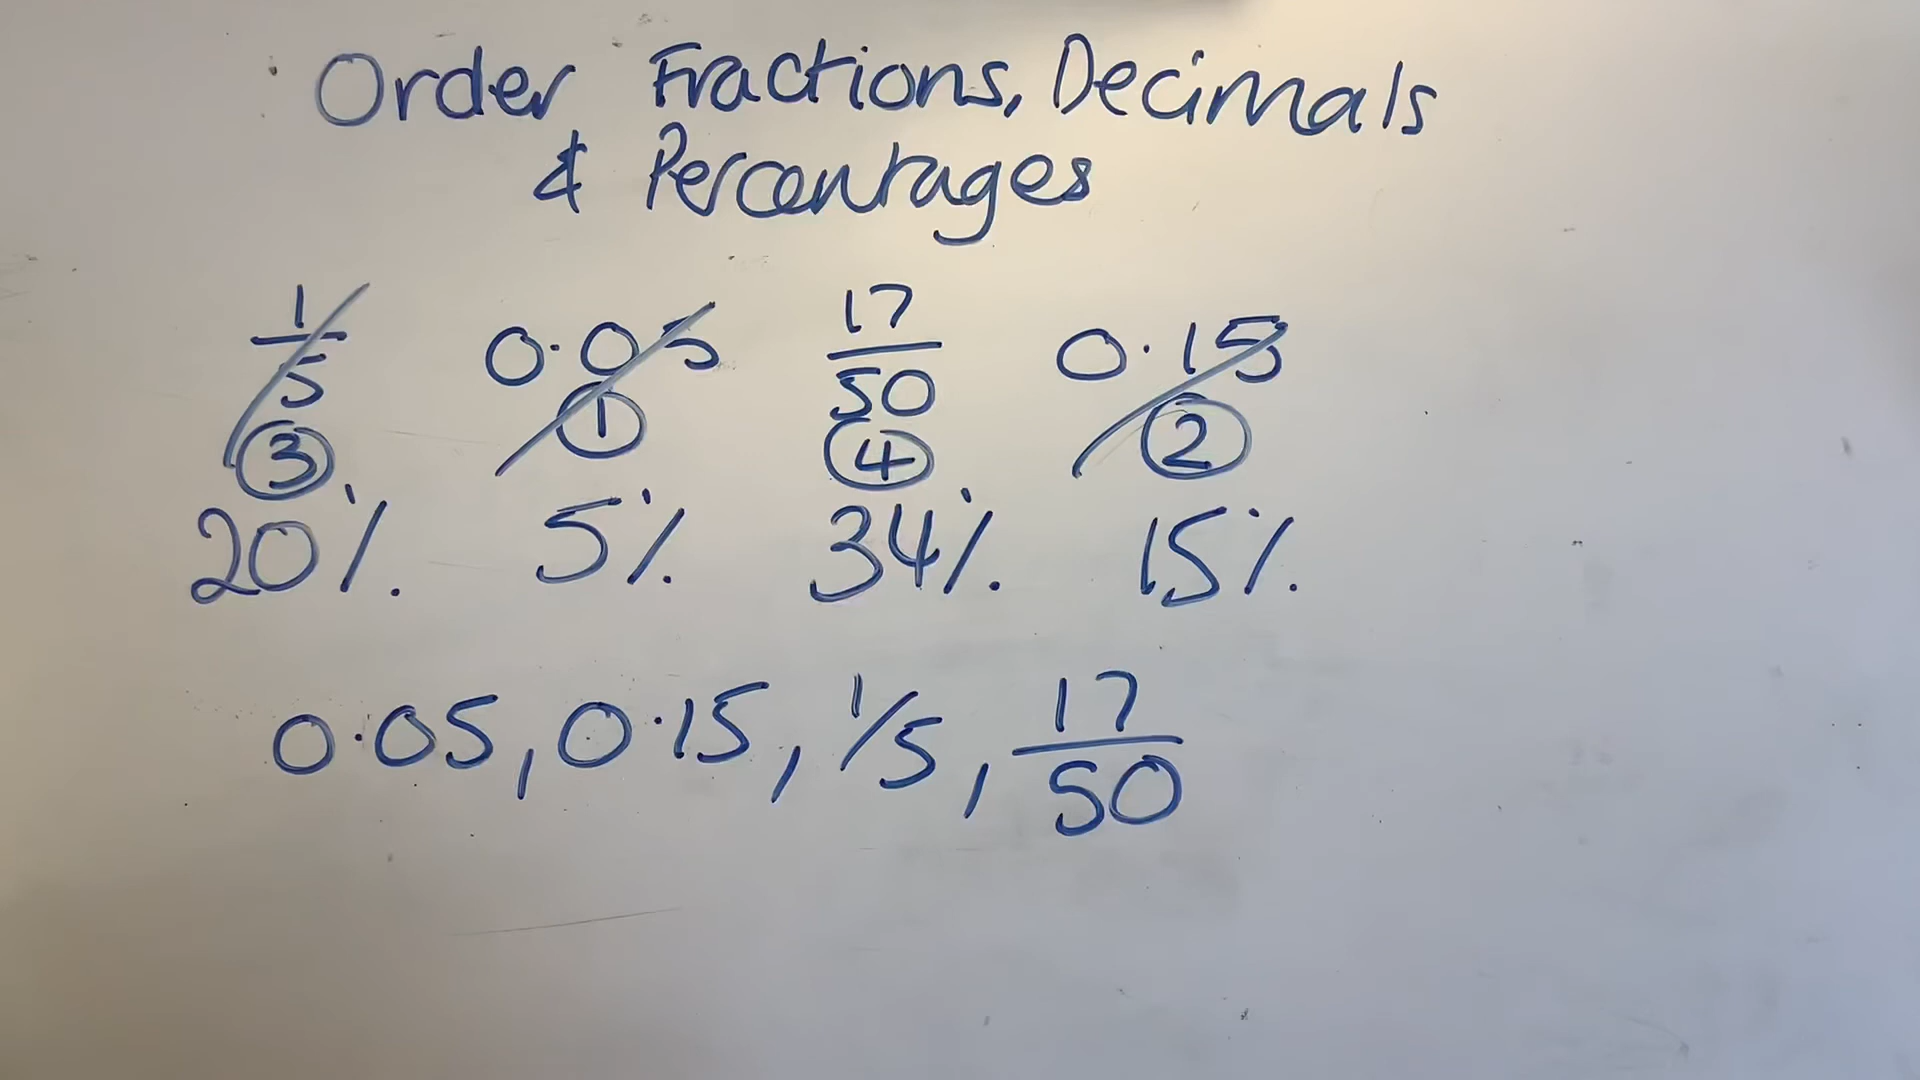 Order Fractions, Decimals
& Percentages
1/5 0.05 17/50 0.15
3 1 4 2
20% 5% 34% 15%
0.05, 0.15, 1/5, 17/50